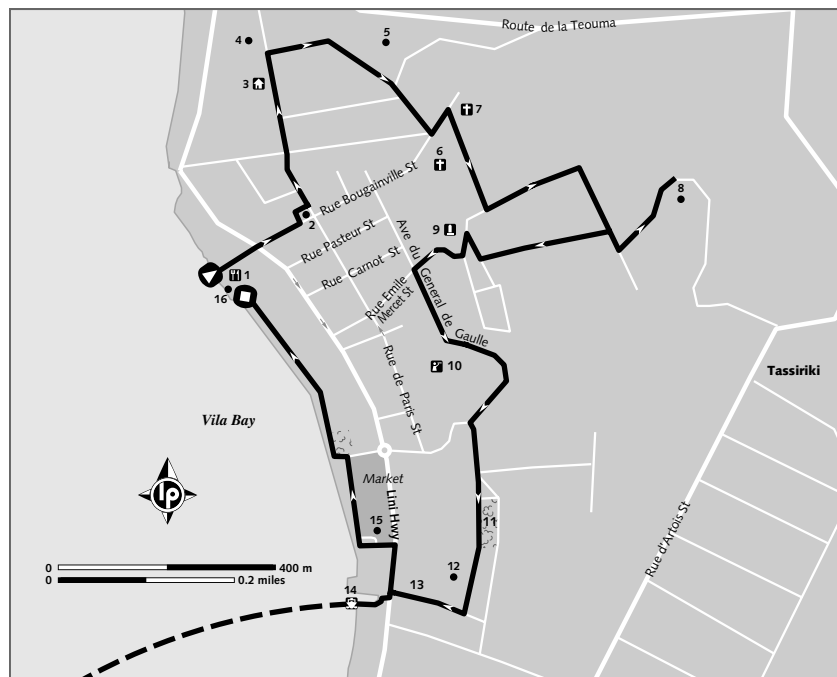 Route de la Teouma
4
5
3
7
6
Rue Bougainville St
8
2
Rue Pasteur St
Ave du General de Gaulle
9
Rue Carnot St
1
16
Rue Emile
Mercet St
10
Rue de Paris St
Tassiriki
Vila Bay
Market
lp
Lini Hwy
11
15
Rue d'Artois St
0 400 m
0 0.2 miles
12
13
14